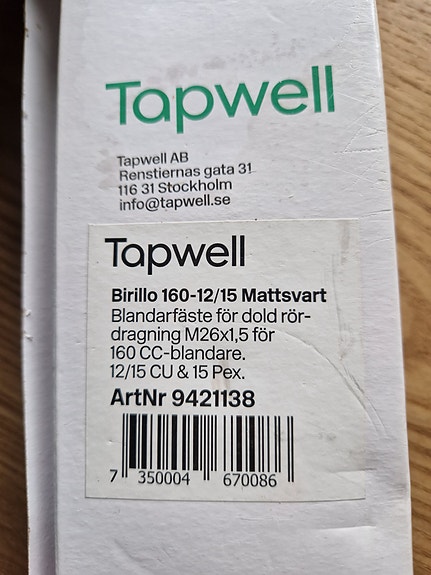 Tapwell
Tapwell AB
Renstiernas gata 31
116 31 Stockholm
info@tapwell.se
Tapwell
Birillo 160-12/15 Mattsvart
Blandarfäste för dold rör-
dragning M26x1,5 för
160 CC-blandare.
12/15 CU & 15 Pex.
ArtNr 9421138
7 350004 670086